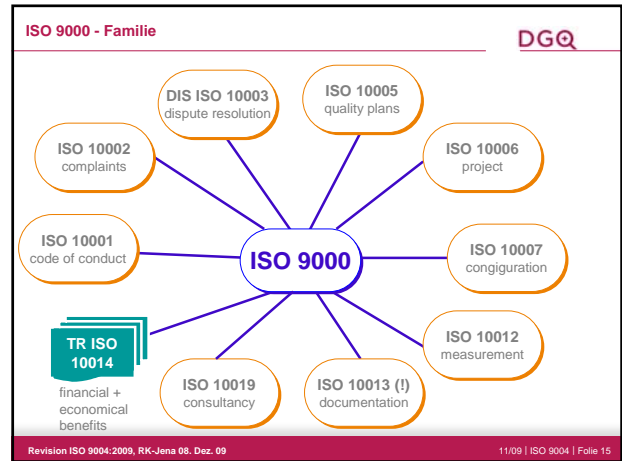 ISO 9000 - Familie
DGQ
DIS ISO 10003
dispute resolution
ISO 10005
quality plans
ISO 10002
complaints
ISO 10006
project
ISO 10001
code of conduct
ISO 9000
ISO 10007
congiguration
TR ISO
10014
financial +
economical
benefits
ISO 10019
consultancy
ISO 10013 (!)
documentation
ISO 10012
measurement
Revision ISO 9004:2009, RK-Jena 08. Dez. 09
11/09 | ISO 9004 | Folie 15